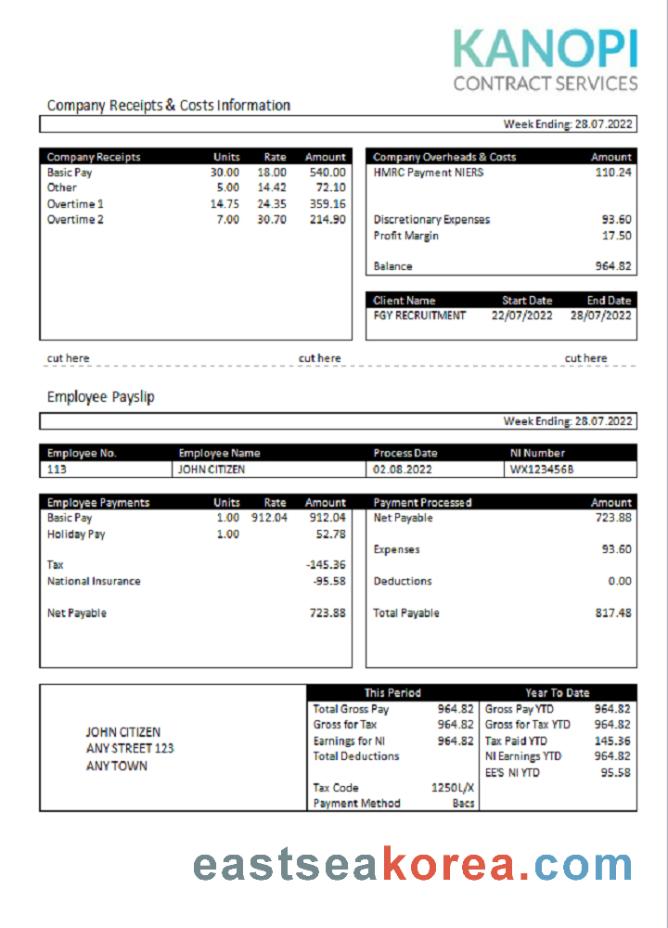 KANOPI
CONTRACT SERVICES
Company Receipts & Costs Information
Week Ending: 28.07.2022
Company Receipts Units Rate Amount
Basic Pay 30.00 18.00 540.00
Other 5.00 14.42 72.10
Overtime 1 14.75 24.35 359.16
Overtime 2 7.00 30.70 214.90
Company Overheads & Costs Amount
HMRC Payment NIERS 110.24
Discretionary Expenses 93.60
Profit Margin 17.50
Balance 964.82
Client Name Start Date End Date
FGY RECRUITMENT 22/07/2022 28/07/2022
cut here cut here cut here
Employee Payslip
Week Ending: 28.07.2022
Employee No. Employee Name Process Date NI Number
113 JOHN CITIZEN 02.08.2022 WX123456B
Employee Payments Units Rate Amount
Basic Pay 1.00 912.04 912.04
Holiday Pay 1.00 52.78
Tax -145.36
National Insurance -95.58
Net Payable 723.88
Payment Processed Amount
Net Payable 723.88
Expenses 93.60
Deductions 0.00
Total Payable 817.48
JOHN CITIZEN
ANY STREET 123
ANY TOWN
This Period
Total Gross Pay 964.82
Gross for Tax 964.82
Earnings for NI 964.82
Total Deductions
Tax Code 1250L/X
Payment Method Bacs
Year To Date
Gross Pay YTD 964.82
Gross for Tax YTD 964.82
Tax Paid YTD 145.36
NI Earnings YTD 964.82
EE'S NI YTD 95.58
eastseakorea.com